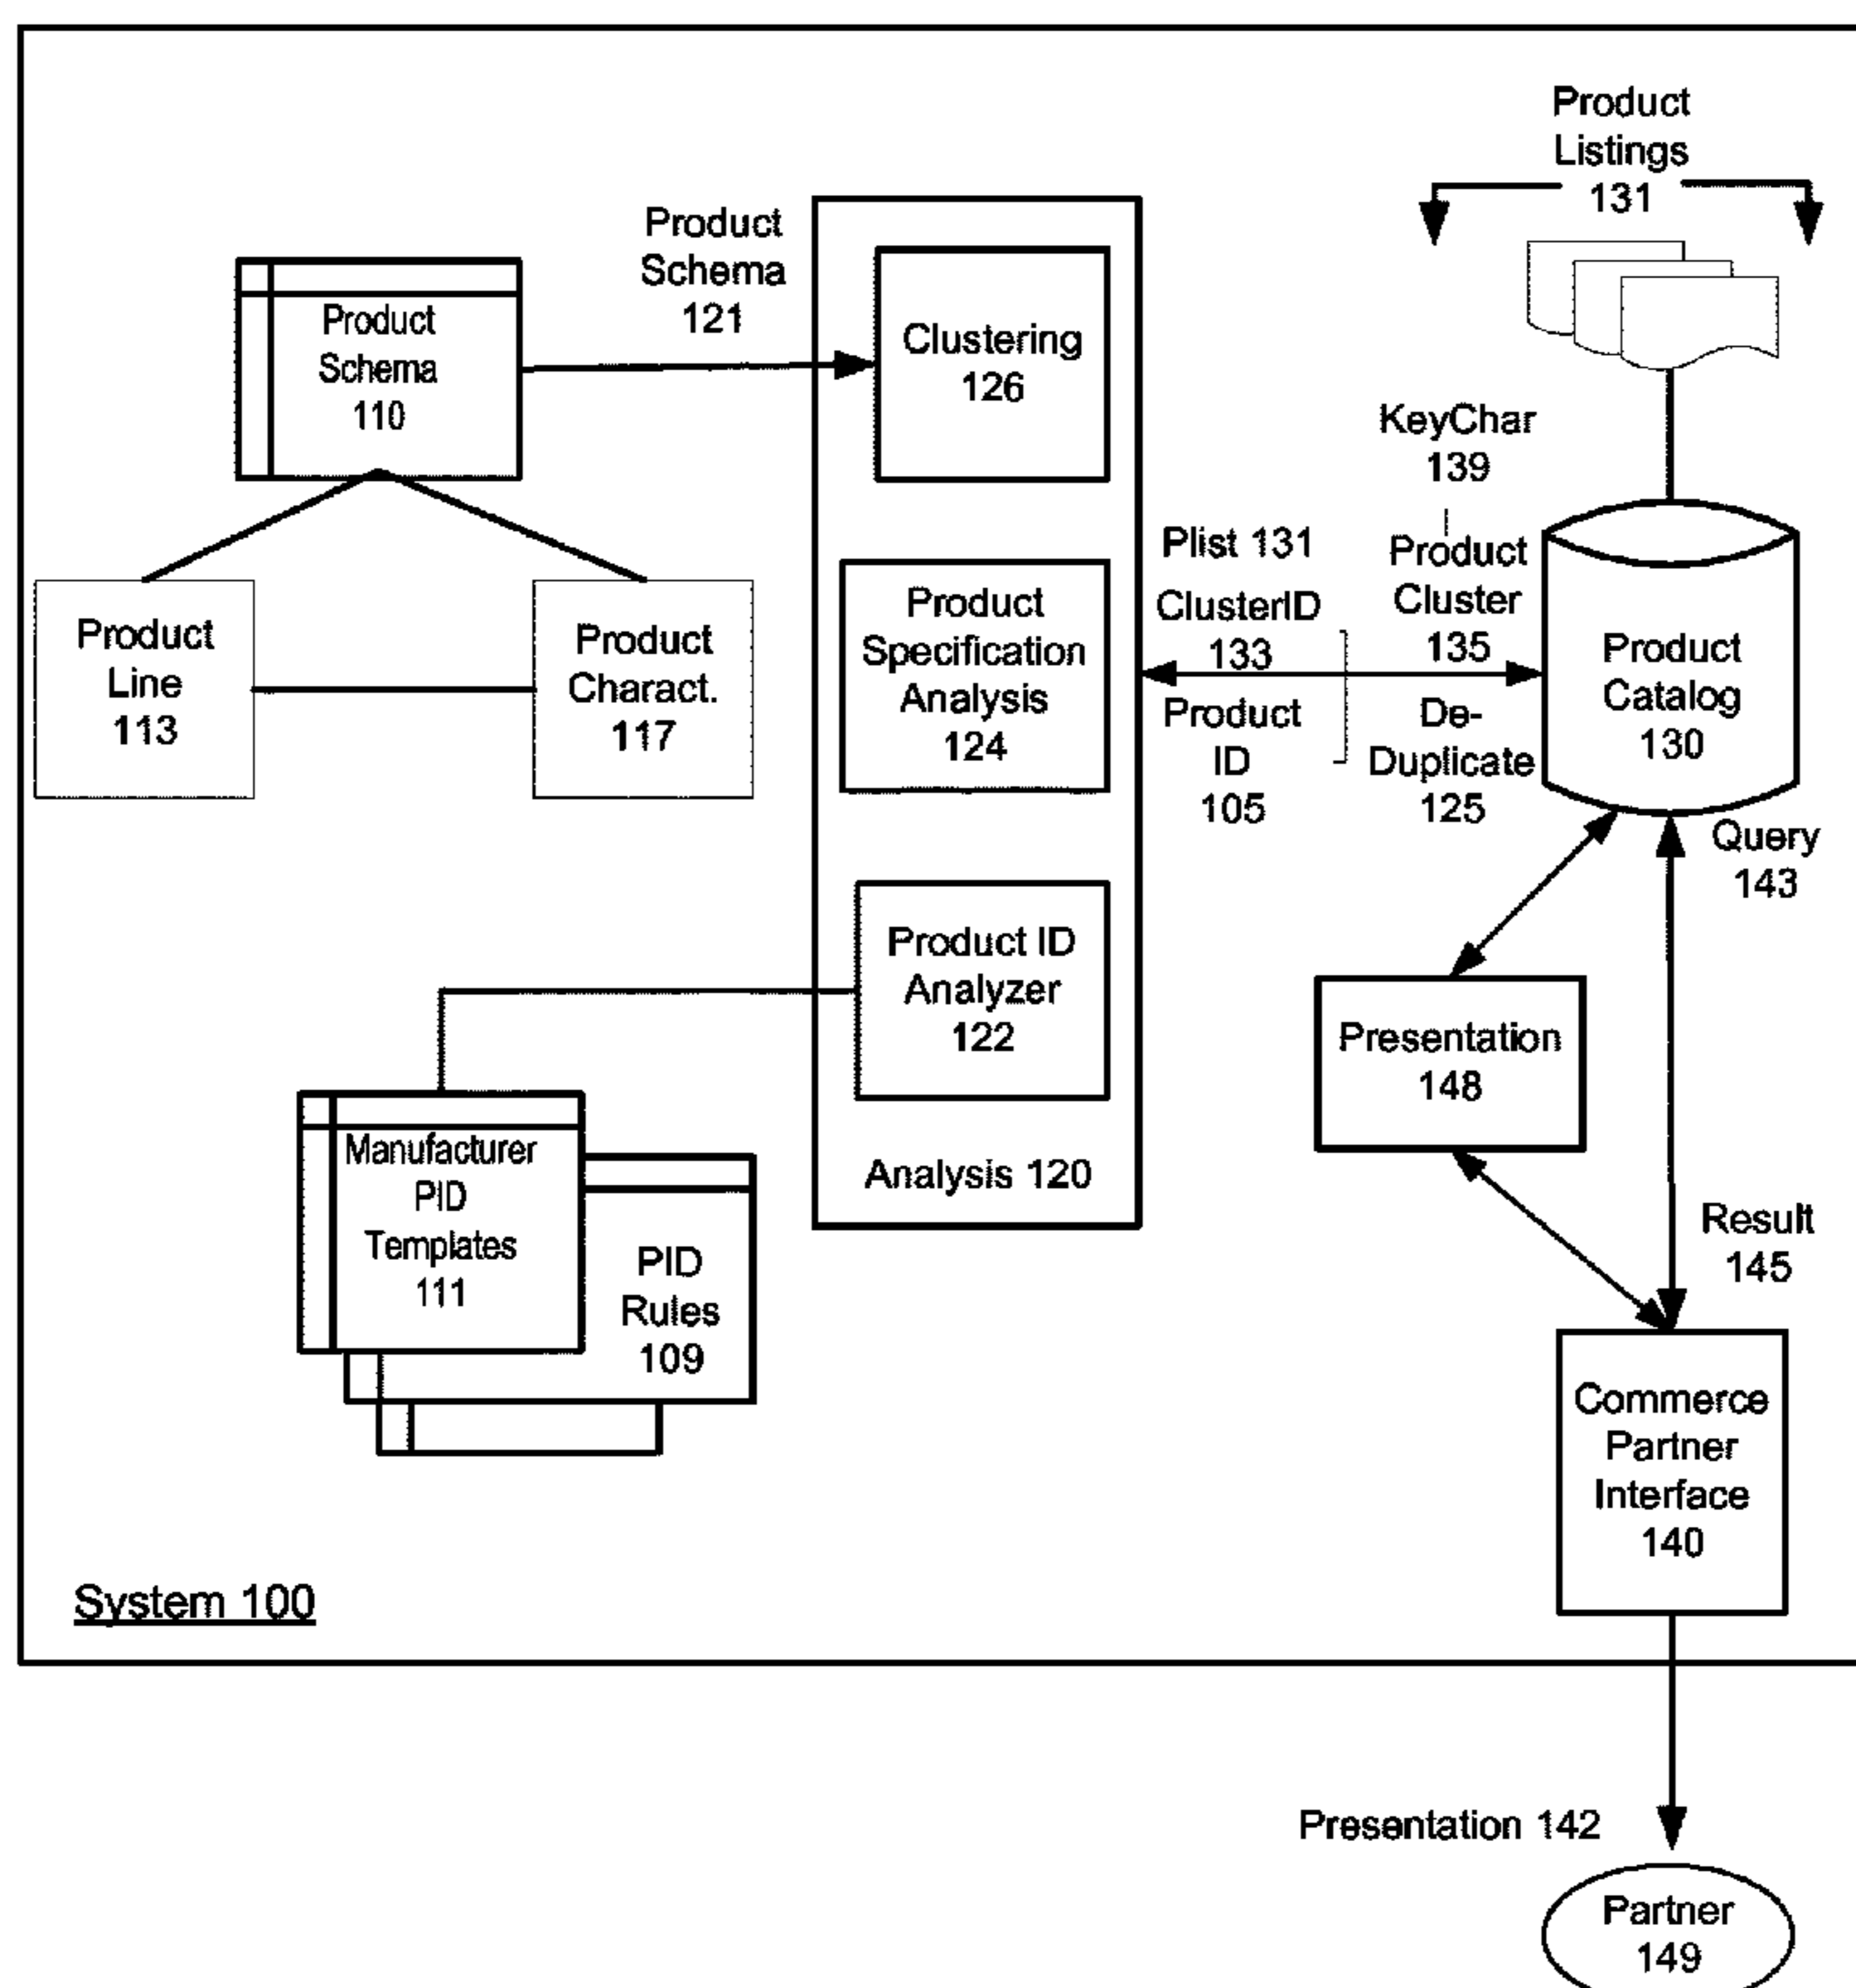 Product
Listings
131
Product
Schema
121
Product
Schema
110
Clustering
126
KeyChar
139
Product
Line
113
Product
Charact.
117
Product
Specification
Analysis
124
Plist 131
ClusterID
133
Product
ID
105
Product
Cluster
135
De-
Duplicate
125
Product
Catalog
130
Query
143
Product ID
Analyzer
122
Presentation
148
Manufacturer
PID
Templates
111
PID
Rules
109
Analysis 120
Result
145
Commerce
Partner
Interface
140
System 100
Presentation 142
Partner
149